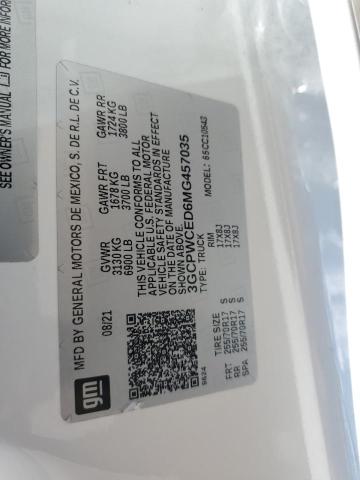 SEE OWNER'S MANUAL
FOR MORE INFOR
MFD BY GENERAL MOTORS DE MEXICO, S. DE R.L. DE C.V.
08/21 GVWR GAWR FRT GAWR RR
3130 KG 1678 KG 1724 KG
6900 LB 3700 LB 3800 LB
THIS VEHICLE CONFORMS TO ALL
APPLICABLE U.S. FEDERAL MOTOR
VEHICLE SAFETY STANDARDS IN EFFECT
ON THE DATE OF MANUFACTURE
SHOWN ABOVE.
3GCPWCED6MG457035
TYPE: TRUCK MODEL:
TIRE SIZE RIM
FRT 255/70R17 S 17X8J
RR 255/70R17 S 17X8J
SPA 255/70R17 S 17X8J
gm